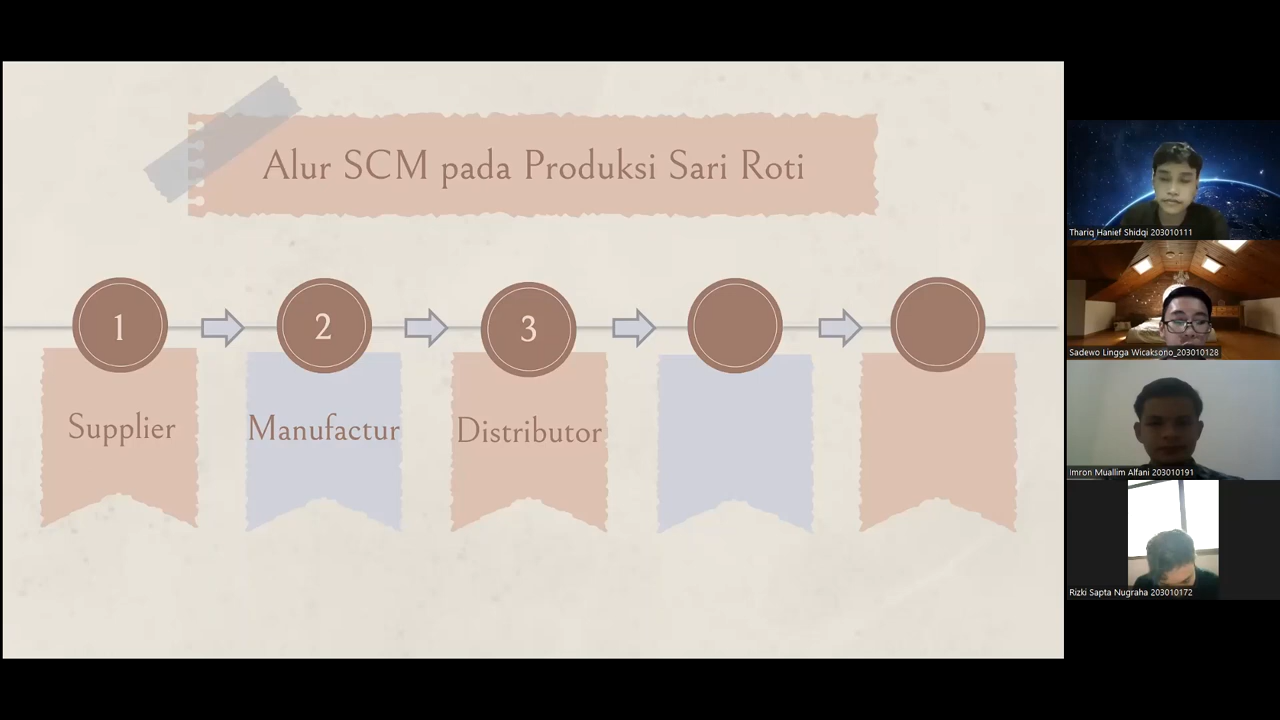 Alur SCM pada Produksi Sari Roti
1
2
3
Supplier
Manufactur
Distributor
Thariq Hanief Shidqi 203010111
Sadewo Lingga Wicaksono_203010128
Imron Muallim Alfani 203010191
Rizki Sapta Nugraha 203010172